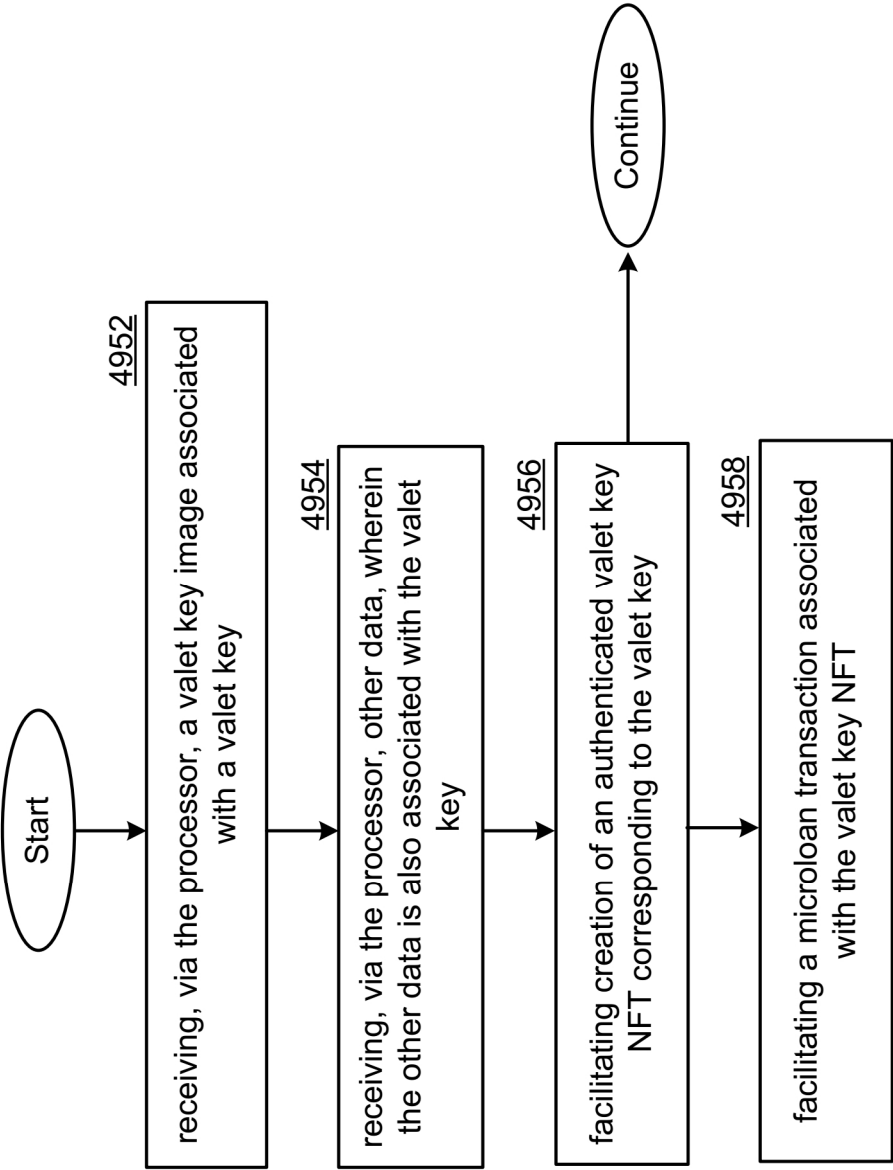 Start
4952
receiving, via the processor, a valet key image associated
with a valet key
4954
receiving, via the processor, other data, wherein
the other data is also associated with the valet
key
4956
facilitating creation of an authenticated valet key
NFT corresponding to the valet key
Continue
4958
facilitating a microloan transaction associated
with the valet key NFT